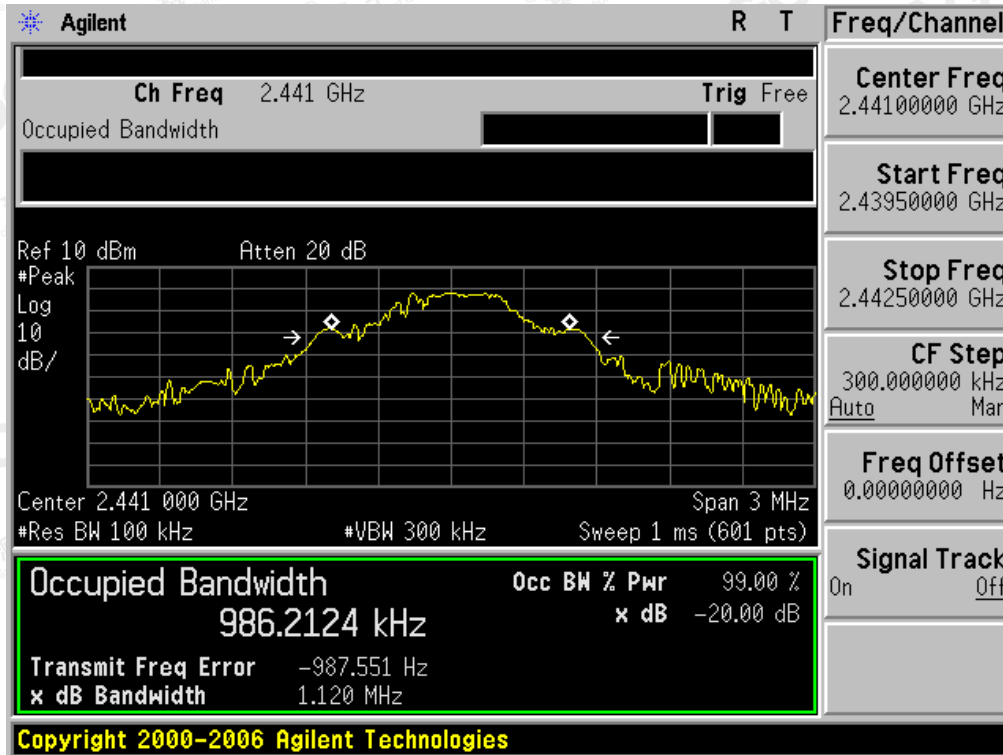 Agilent R T Freq/Channel
Ch Freq 2.441 GHz Trig Free
Occupied Bandwidth
Center Freq
2.44100000 GHz
Start Freq
2.43950000 GHz
Stop Freq
2.44250000 GHz
CF Step
300.000000 kHz
Auto Man
Freq Offset
0.00000000 Hz
Signal Track
On Off
Ref 10 dBm Atten 20 dB
#Peak
Log
10
dB/
Center 2.441 000 GHz Span 3 MHz
#Res BW 100 kHz #VBW 300 kHz Sweep 1 ms (601 pts)
Occupied Bandwidth Occ BW % Pwr 99.00 %
986.2124 kHz x dB -20.00 dB
Transmit Freq Error -987.551 Hz
x dB Bandwidth 1.120 MHz
Copyright 2000-2006 Agilent Technologies